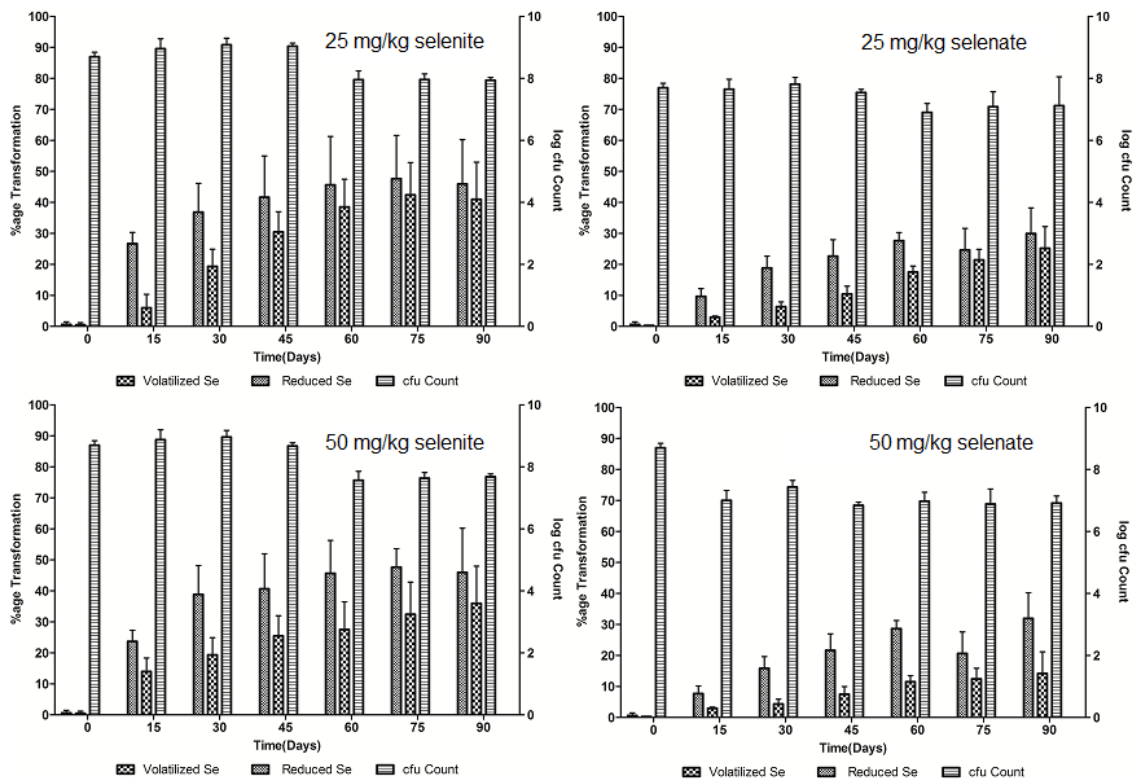 25 mg/kg selenite
%age Transformation
100
90
80
70
60
50
40
30
20
10
0
10
8
6
4
2
0
log cfu Count
0 15 30 45 60 75 90
Time(Days)
Volatilized Se Reduced Se cfu Count
25 mg/kg selenate
%age Transformation
100
90
80
70
60
50
40
30
20
10
0
10
8
6
4
2
0
log cfu Count
0 15 30 45 60 75 90
Time(Days)
Volatilized Se Reduced Se cfu Count
50 mg/kg selenite
%age Transformation
100
90
80
70
60
50
40
30
20
10
0
10
8
6
4
2
0
log cfu Count
0 15 30 45 60 75 90
Time(Days)
Volatilized Se Reduced Se cfu Count
50 mg/kg selenate
%age Transformation
100
90
80
70
60
50
40
30
20
10
0
10
8
6
4
2
0
log cfu Count
0 15 30 45 60 75 90
Time(Days)
Volatilized Se Reduced Se cfu Count